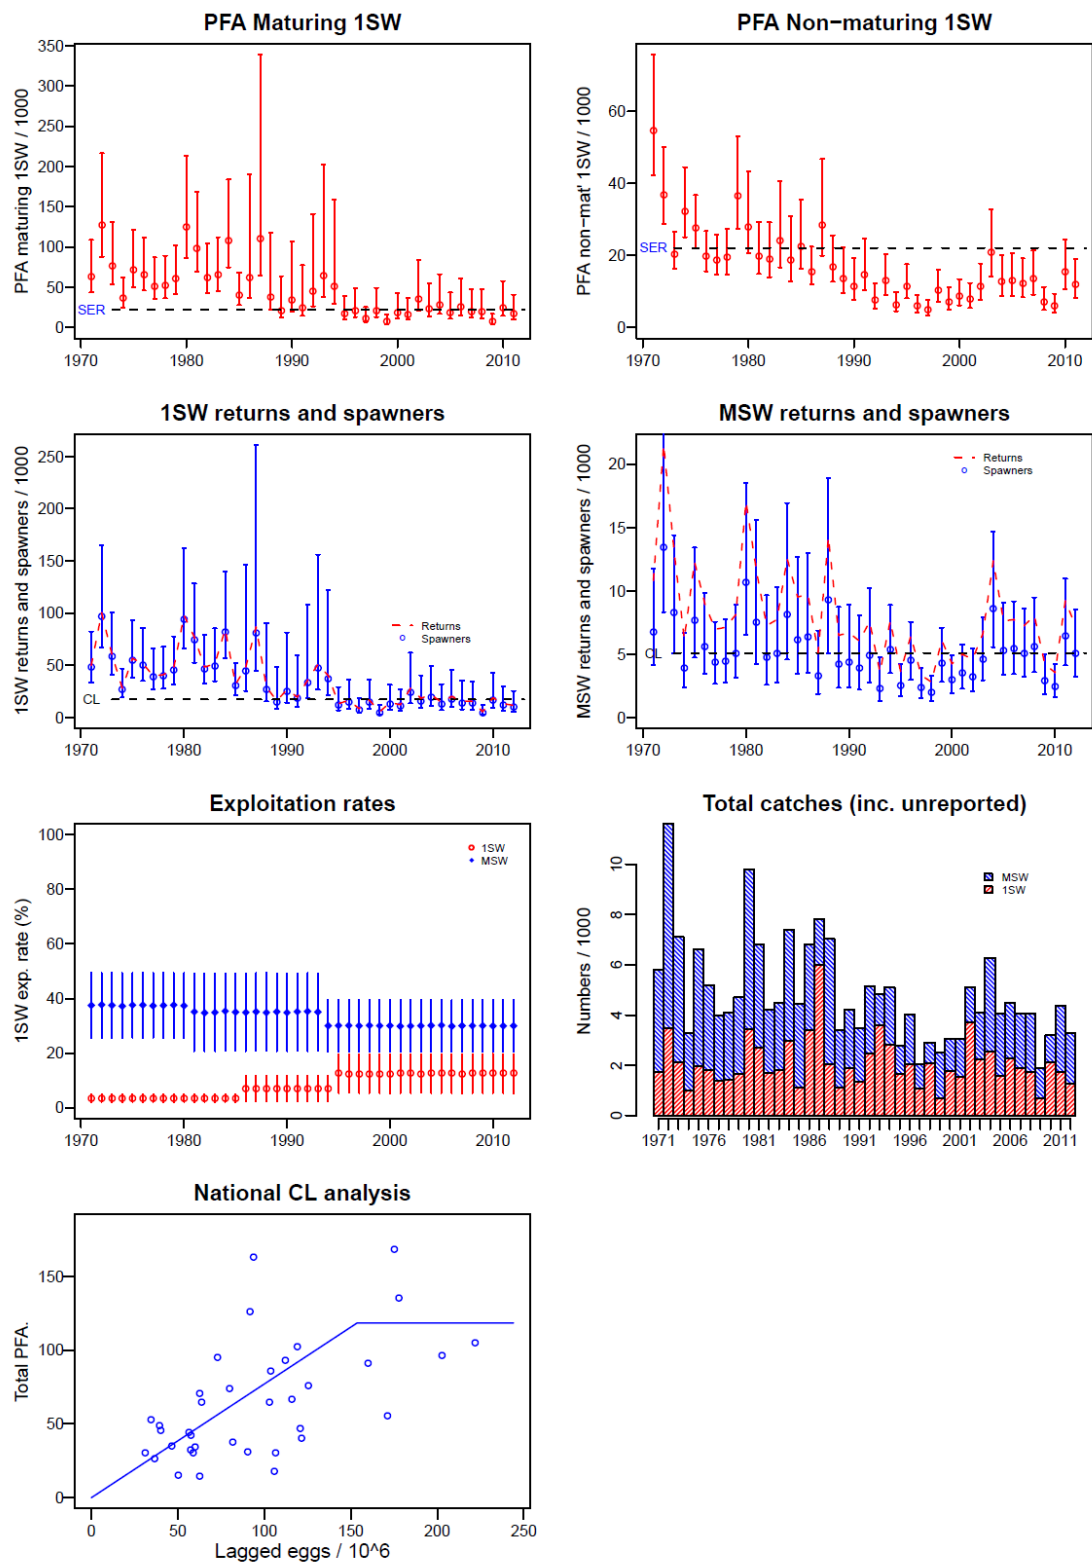 PFA Maturing 1SW
PFA maturing 1SW / 1000
350
300
250
200
150
100
50
0
SER
1970 1980 1990 2000 2010
PFA Non−maturing 1SW
PFA non−mat' 1SW / 1000
60
40
20
0
SER
1970 1980 1990 2000 2010
1SW returns and spawners
1SW returns and spawners / 1000
250
200
150
100
50
0
CL
Returns
Spawners
1970 1980 1990 2000 2010
MSW returns and spawners
MSW returns and spawners / 1000
20
15
10
5
0
CL
Returns
Spawners
1970 1980 1990 2000 2010
Exploitation rates
1SW exp. rate (%)
100
80
60
40
20
0
1SW
MSW
1970 1980 1990 2000 2010
Total catches (inc. unreported)
Numbers / 1000
10
8
6
4
2
0
MSW
1SW
1971 1976 1981 1986 1991 1996 2001 2006 2011
National CL analysis
Total PFA.
150
100
50
0
0 50 100 150 200 250
Lagged eggs / 10^6